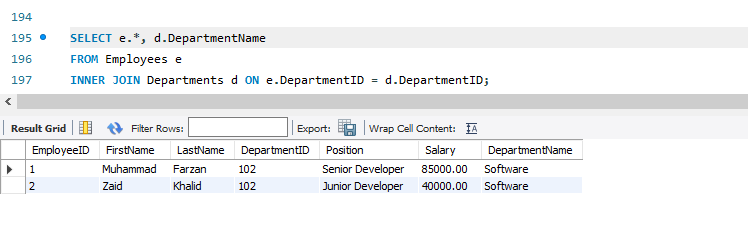 194
195 SELECT e.*, d.DepartmentName
196 FROM Employees e
197 INNER JOIN Departments d ON e.DepartmentID = d.DepartmentID;
Result Grid Filter Rows: Export: Wrap Cell Content: IA
EmployeeID FirstName LastName DepartmentID Position Salary DepartmentName
1 Muhammad Farzan 102 Senior Developer 85000.00 Software
2 Zaid Khalid 102 Junior Developer 40000.00 Software